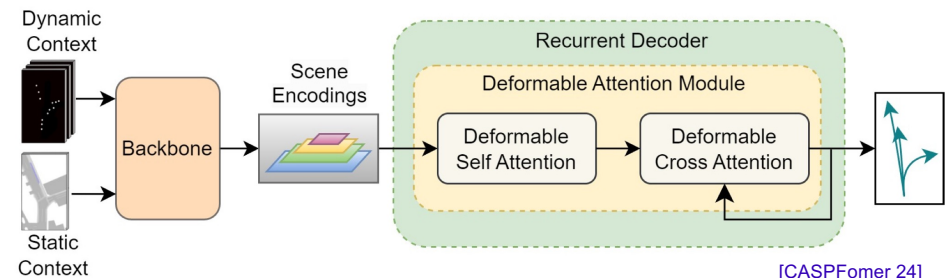 Dynamic
Context
Static
Context
Backbone
Scene
Encodings
Recurrent Decoder
Deformable Attention Module
Deformable
Self Attention
Deformable
Cross Attention
[CASPFomer 24]